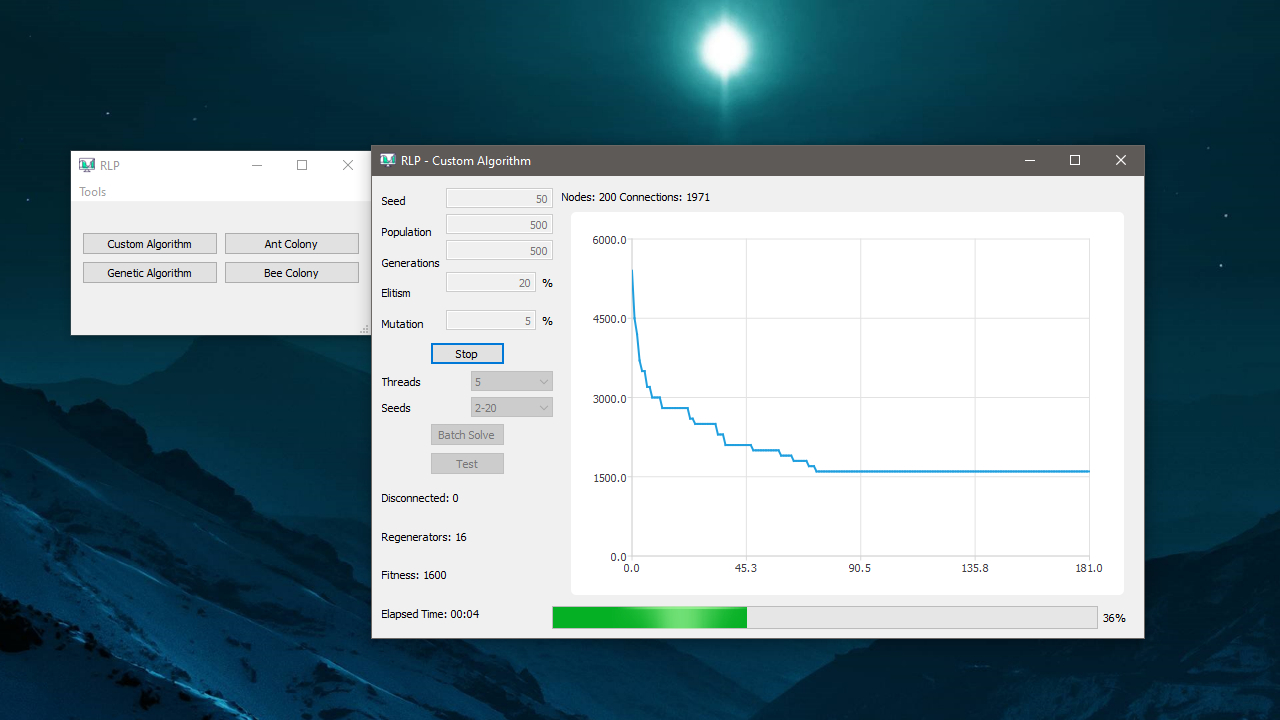 RLP
Tools
Custom Algorithm Ant Colony
Genetic Algorithm Bee Colony
RLP - Custom Algorithm
Seed 50
Population 500
Generations 500
Elitism 20 %
Mutation 5 %
Stop
Threads 5
Seeds 2-20
Batch Solve
Test
Disconnected: 0
Regenerators: 16
Fitness: 1600
Elapsed Time: 00:04
Nodes: 200 Connections: 1971
6000.0
4500.0
3000.0
1500.0
0.0
0.0 45.3 90.5 135.8 181.0
36%